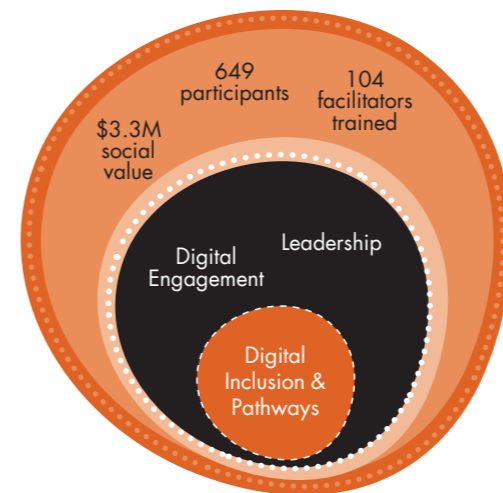 649
participants
104
facilitators
trained
$3.3M
social
value
Digital
Engagement
Leadership
Digital
Inclusion &
Pathways